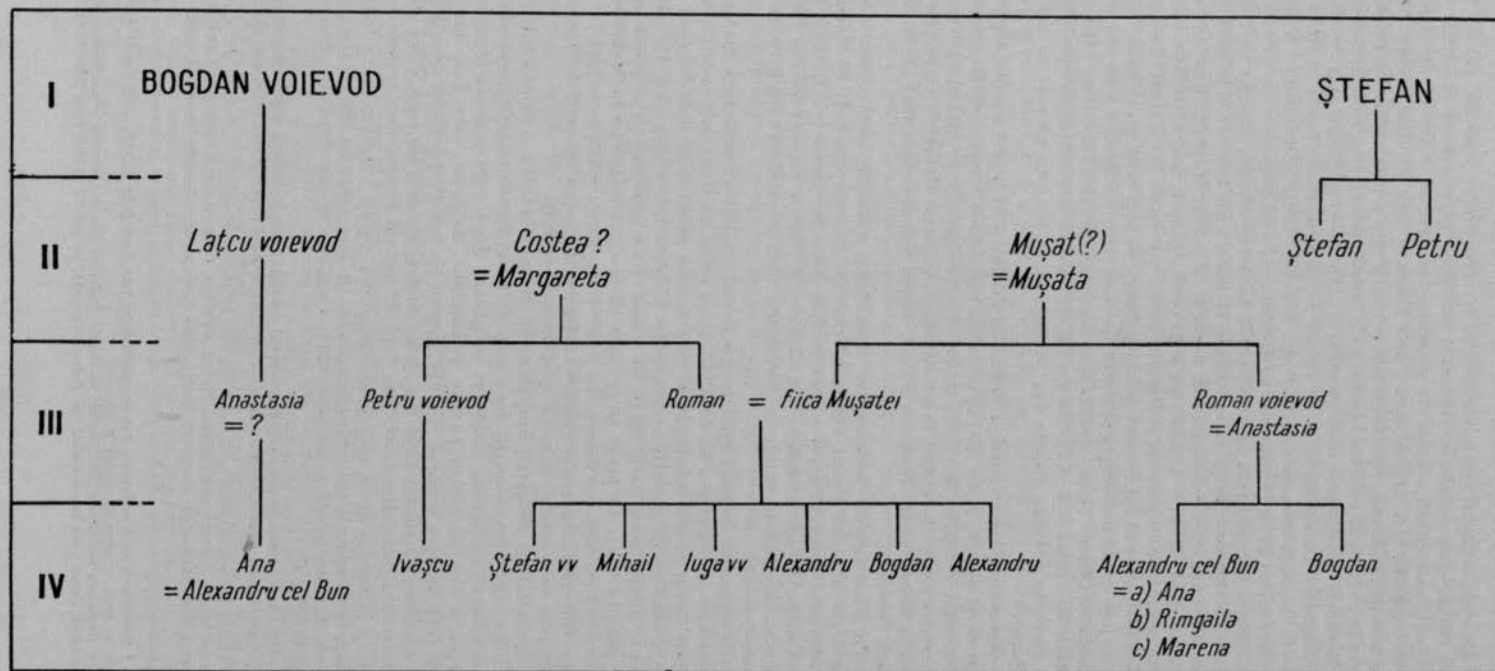 I
BOGDAN VOIEVOD
ȘTEFAN
II
Lațcu voievod
Costea ?
= Margareta
Mușat(?)
= Mușata
Ștefan
Petru
III
Anastasia
= ?
Petru voievod
Roman = fiica Mușatei
Roman voievod
= Anastasia
IV
Ana
= Alexandru cel Bun
Ivașcu
Ștefan vv
Mihail
Iuga vv
Alexandru
Bogdan
Alexandru
Alexandru cel Bun
= a) Ana
b) Rimgaila
c) Marena
Bogdan